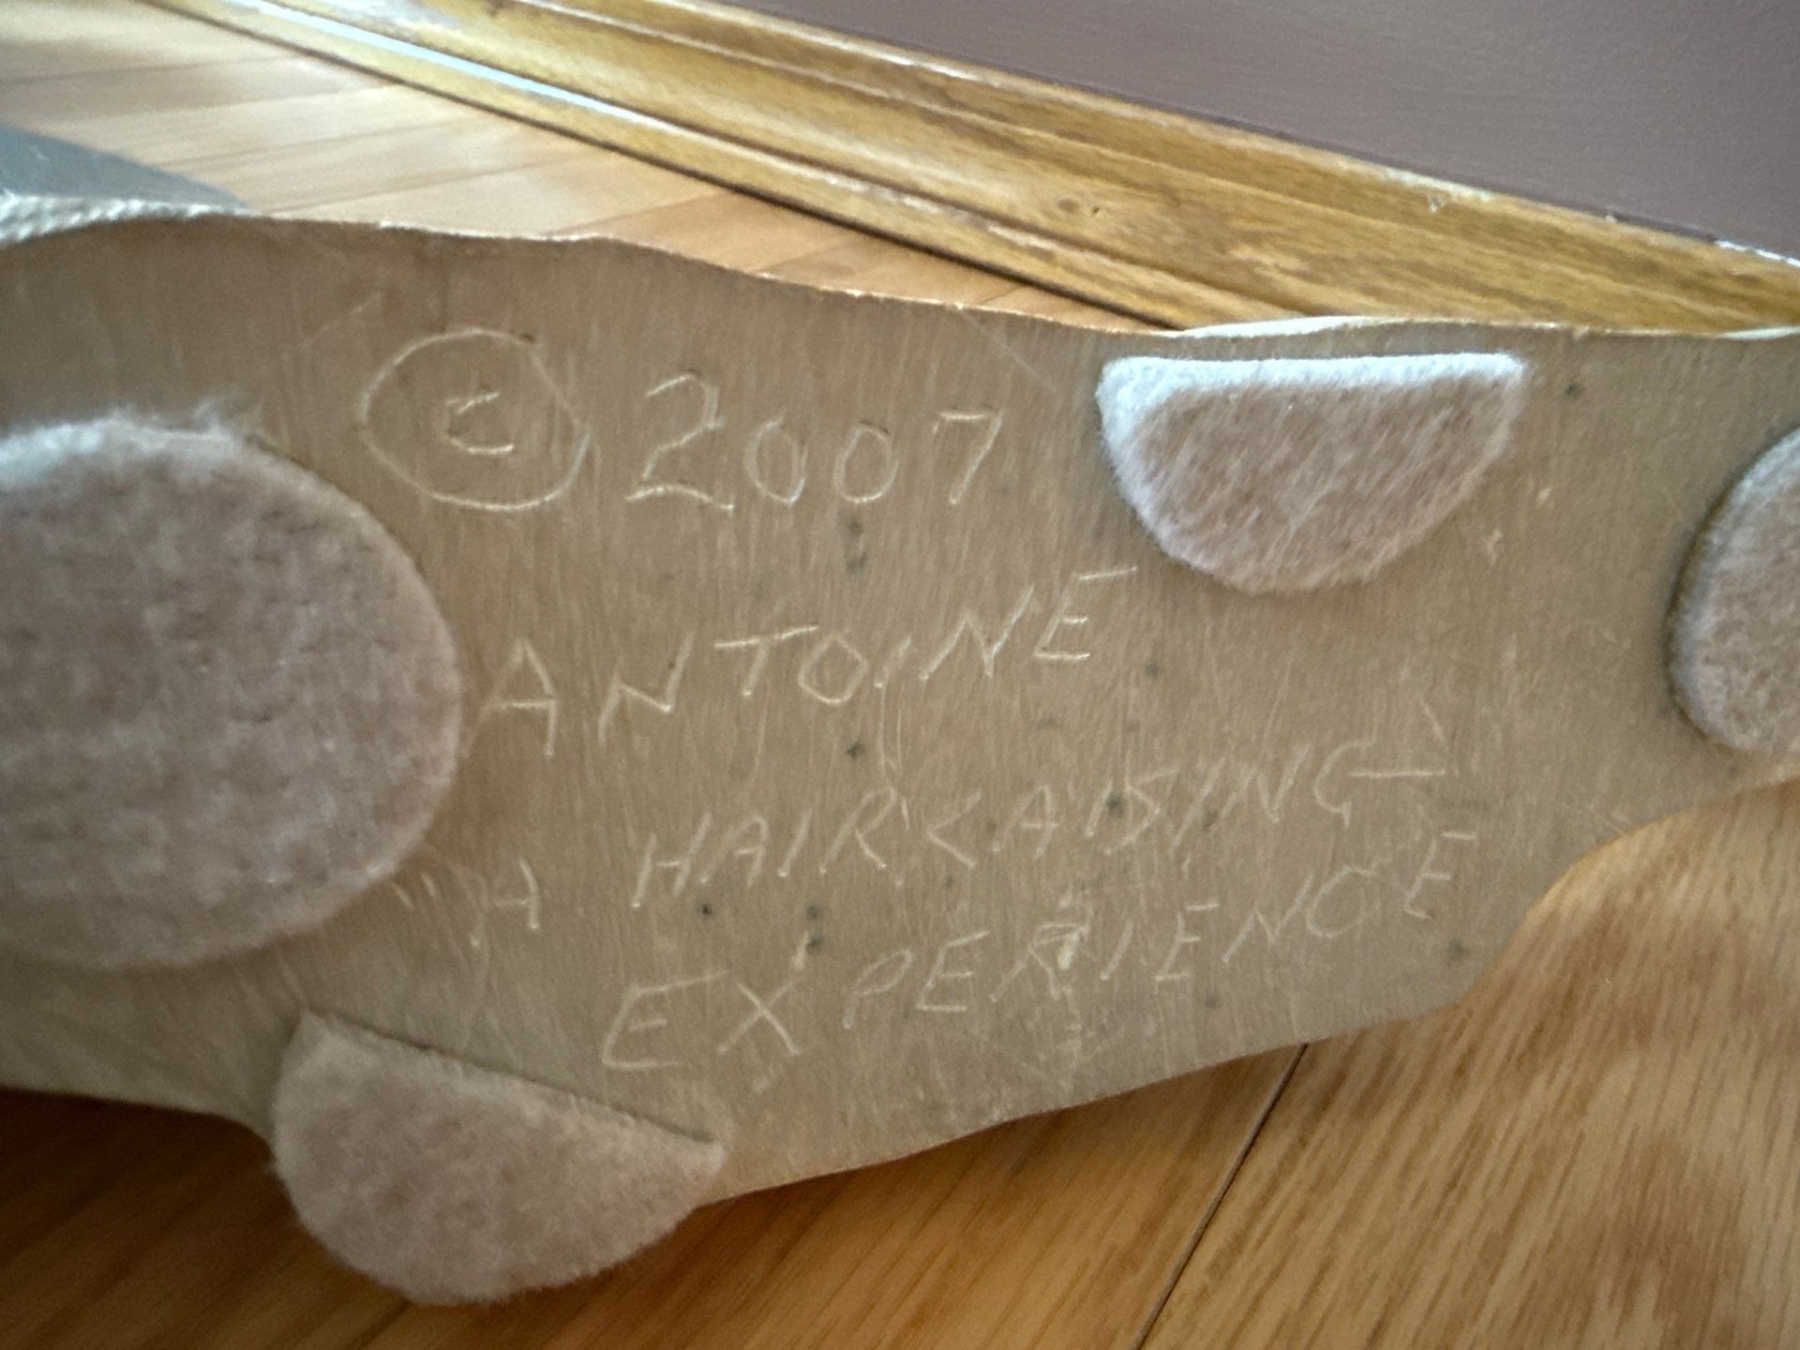 © 2007
ANTOINE
"A HAIRRAISING
EXPERIENCE